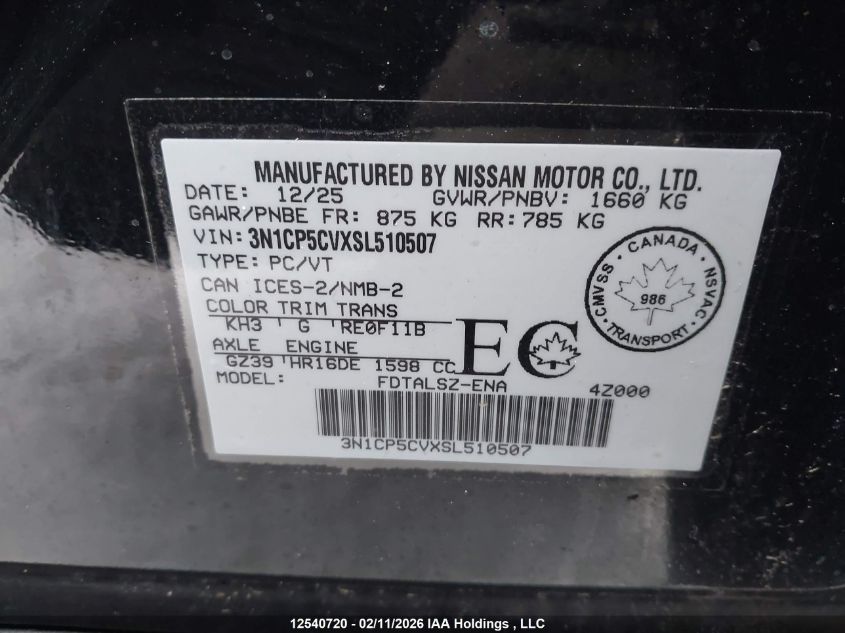 MANUFACTURED BY NISSAN MOTOR CO., LTD.
DATE: 12/25 GVWR/PNBV: 1660 KG
GAWR/PNBE FR: 875 KG RR: 785 KG
VIN: 3N1CP5CVXSL510507
TYPE: PC/VT
CAN ICES-2/NMB-2
COLOR TRIM TRANS
KH3 G RE0F11B
AXLE ENGINE
GZ39 HR16DE 1598 CC
MODEL: FDTALSZ-ENA 4Z000
3N1CP5CVXSL510507
EC
CANADA
CMVSS
NSVAC
986
TRANSPORT
12540720 - 02/11/2026 IAA Holdings , LLC